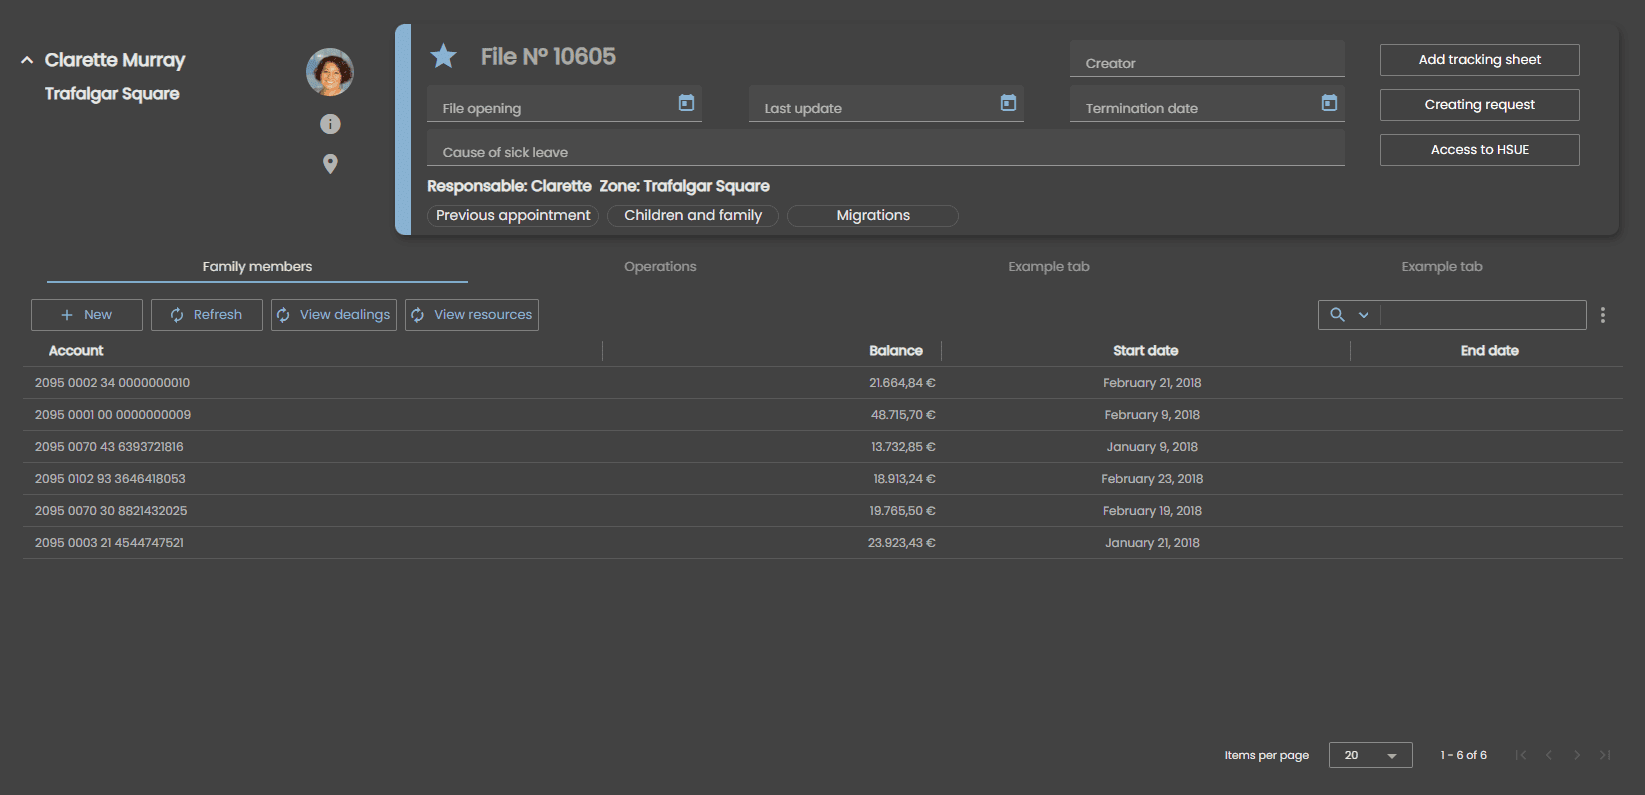 Clarette Murray
Trafalgar Square
File Nº 10605
Creator
File opening
Last update
Termination date
Cause of sick leave
Responsable: Clarette Zone: Trafalgar Square
Previous appointment Children and family Migrations
Add tracking sheet
Creating request
Access to HSUE
Family members Operations Example tab Example tab
New Refresh View dealings View resources
Account Balance Start date End date
2095 0002 34 0000000010 21.664,84 € February 21, 2018
2095 0001 00 0000000009 48.715,70 € February 9, 2018
2095 0070 43 6393721816 13.732,85 € January 9, 2018
2095 0102 93 3646418053 18.913,24 € February 23, 2018
2095 0070 30 8821432025 19.765,50 € February 19, 2018
2095 0003 21 4544747521 23.923,43 € January 21, 2018
Items per page 20 1 - 6 of 6